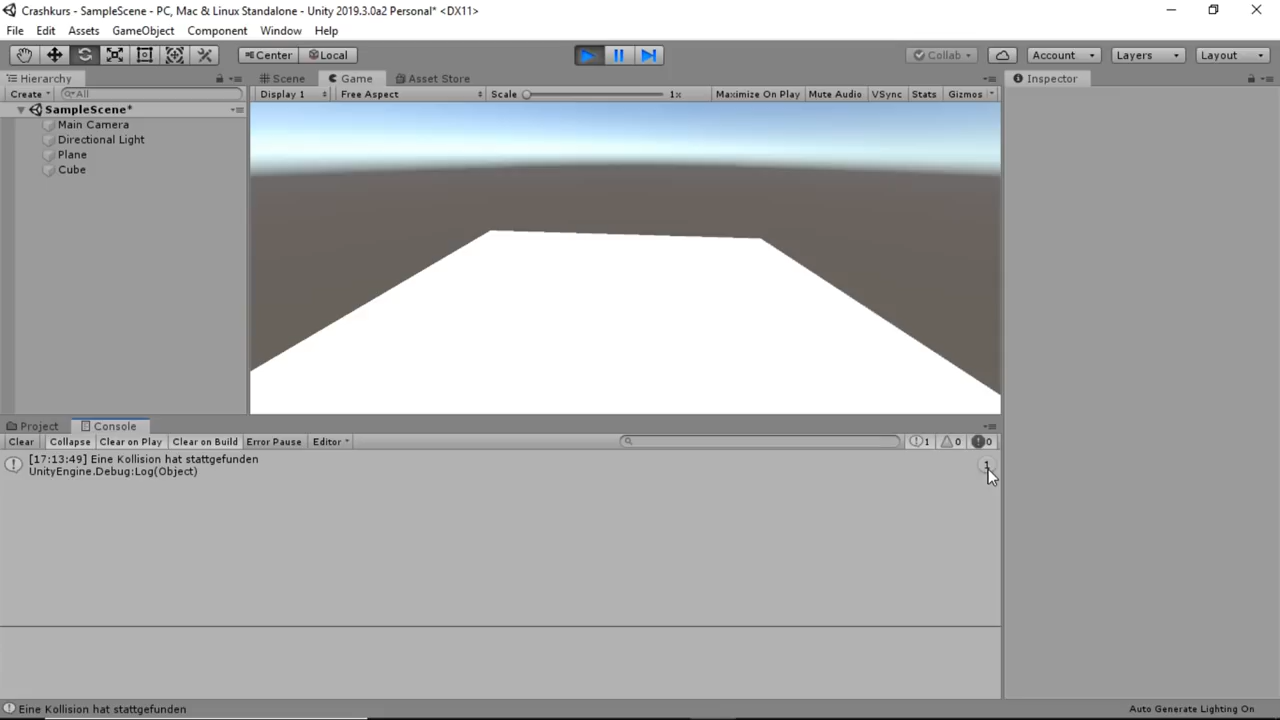 Crashkurs - SampleScene - PC, Mac & Linux Standalone - Unity 2019.3.0a2 Personal* <DX11>
File Edit Assets GameObject Component Window Help
Center Local Collab Account Layers Layout
Hierarchy Scene Game Asset Store Inspector
Create All Display 1 Free Aspect Scale 1x Maximize On Play Mute Audio VSync Stats Gizmos
SampleScene*
Main Camera
Directional Light
Plane
Cube
Project Console
Clear Collapse Clear on Play Clear on Build Error Pause Editor 1 0 0
[17:13:49] Eine Kollision hat stattgefunden 1
UnityEngine.Debug:Log(Object)
Eine Kollision hat stattgefunden Auto Generate Lighting On